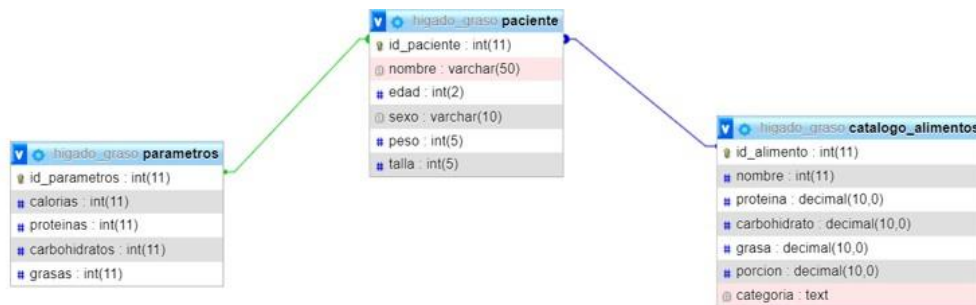 higado_graso paciente
id_paciente : int(11)
nombre : varchar(50)
edad : int(2)
sexo : varchar(10)
peso : int(5)
talla : int(5)
higado_graso parametros
id_parametros : int(11)
calorias : int(11)
proteinas : int(11)
carbohidratos : int(11)
grasas : int(11)
higado_graso catalogo_alimentos
id_alimento : int(11)
nombre : int(11)
proteina : decimal(10,0)
carbohidrato : decimal(10,0)
grasa : decimal(10,0)
porcion : decimal(10,0)
categoria : text